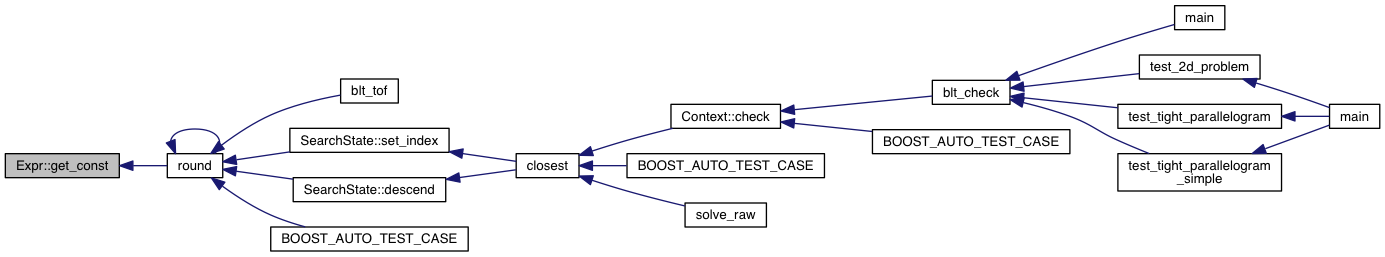 main
test_2d_problem
blt_tof
blt_check
Context::check
test_tight_parallelogram
main
SearchState::set_index
BOOST_AUTO_TEST_CASE
Expr::get_const
round
closest
BOOST_AUTO_TEST_CASE
test_tight_parallelogram
_simple
SearchState::descend
solve_raw
BOOST_AUTO_TEST_CASE